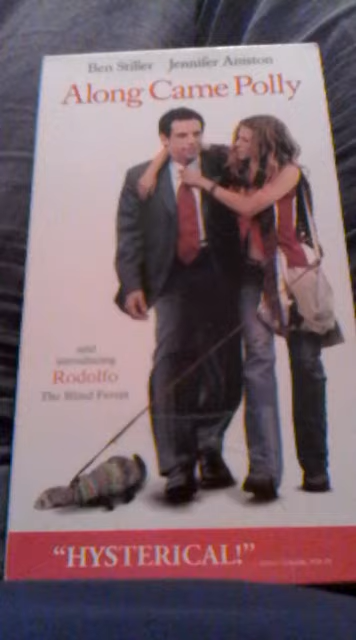 Ben Stiller Jennifer Aniston
Along Came Polly
and
introducing
Rodolfo
The Blind Ferret
"HYSTERICAL!"